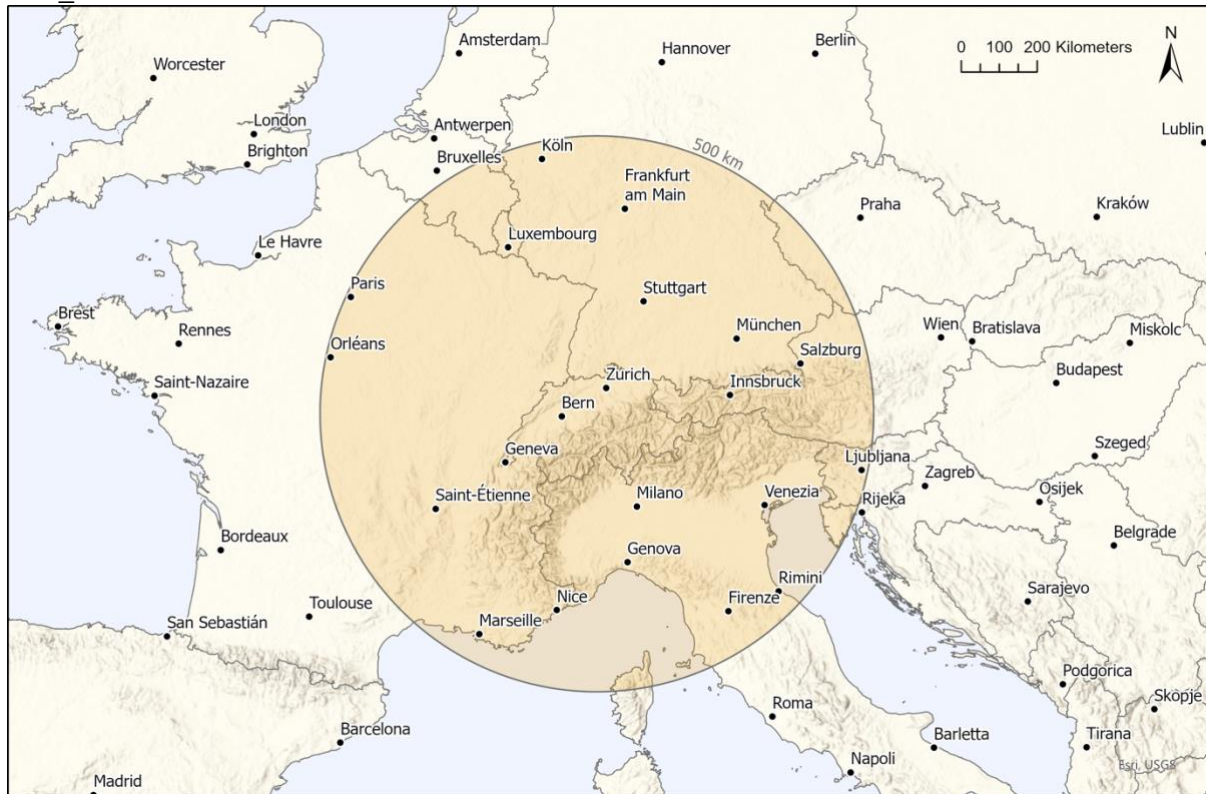 Amsterdam
Hannover
Berlin
0 100 200 Kilometers
N
Worcester
London
Antwerpen
Lublin
Brighton
Bruxelles
Köln
500 km
Frankfurt
am Main
Praha
Kraków
Le Havre
Luxembourg
Paris
Stuttgart
Brest
Rennes
Orléans
München
Wien
Bratislava
Miskolc
Salzburg
Saint-Nazaire
Zürich
Innsbruck
Budapest
Bern
Geneva
Ljubljana
Szeged
Zagreb
Saint-Étienne
Milano
Venezia
Rijeka
Osijek
Bordeaux
Genova
Belgrade
Toulouse
Nice
Firenze
Rimini
Sarajevo
San Sebastián
Marseille
Podgorica
Roma
Skopje
Barcelona
Barletta
Tirana
Napoli
Esri, USGS
Madrid